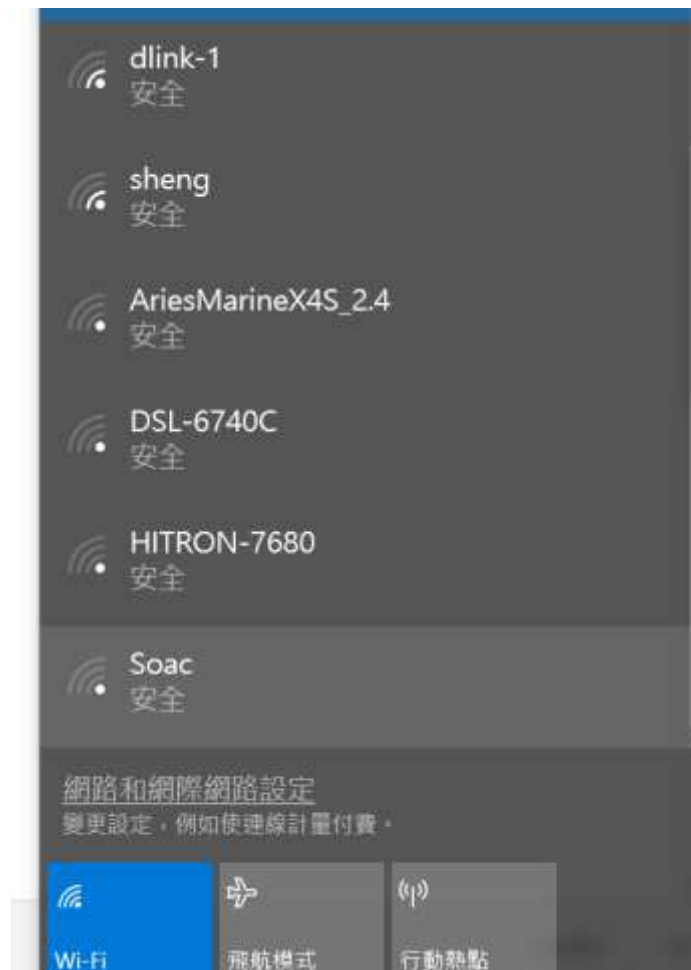 dlink-1
安全
sheng
安全
AriesMarineX4S_2.4
安全
DSL-6740C
安全
HITRON-7680
安全
Soac
安全
網路和網際網路設定
變更設定，例如使連線計量付費。
Wi-Fi
飛航模式
行動熱點